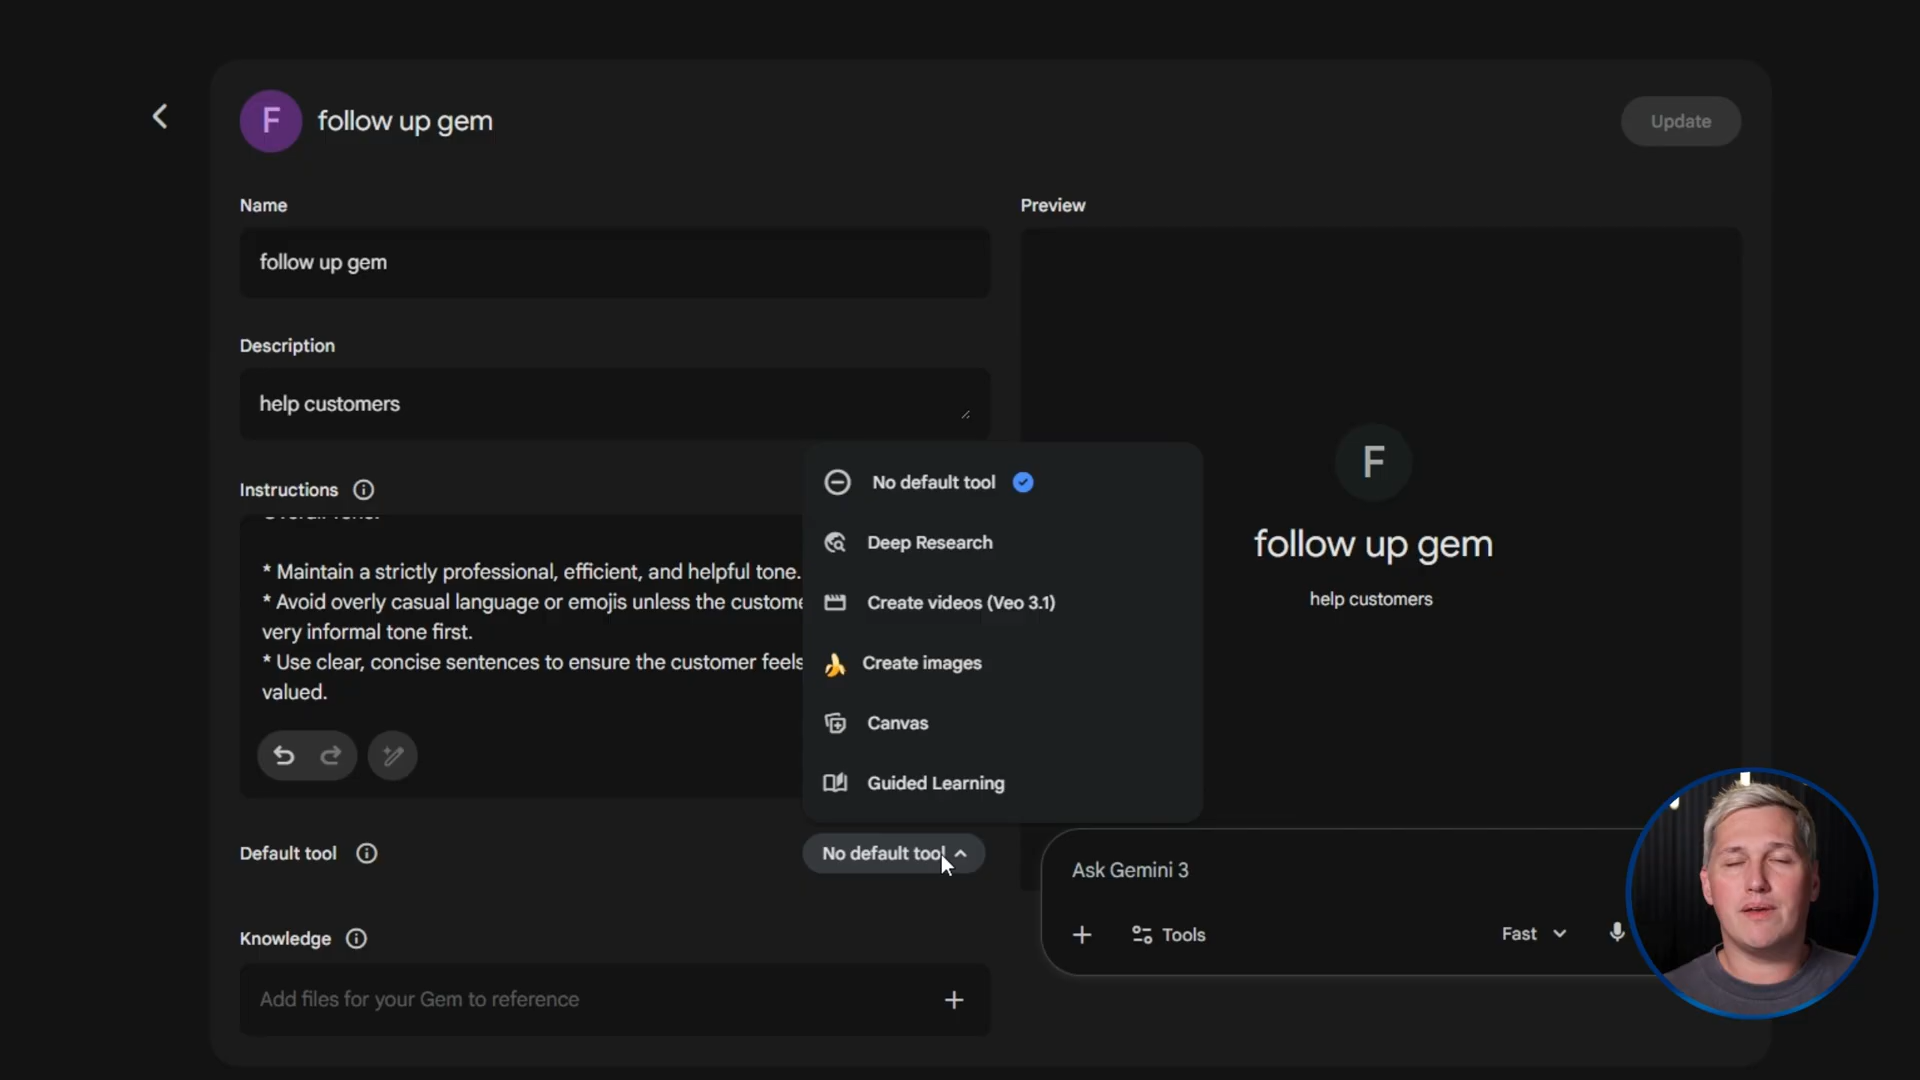 F
follow up gem
Update
Name
follow up gem
Description
help customers
Instructions
* Maintain a strictly professional, efficient, and helpful tone.
* Avoid overly casual language or emojis unless the custome
very informal tone first.
* Use clear, concise sentences to ensure the customer feels
valued.
Default tool
No default tool
Knowledge
Add files for your Gem to reference
No default tool
Deep Research
Create videos (Veo 3.1)
Create images
Canvas
Guided Learning
Preview
F
follow up gem
help customers
Ask Gemini 3
Tools
Fast